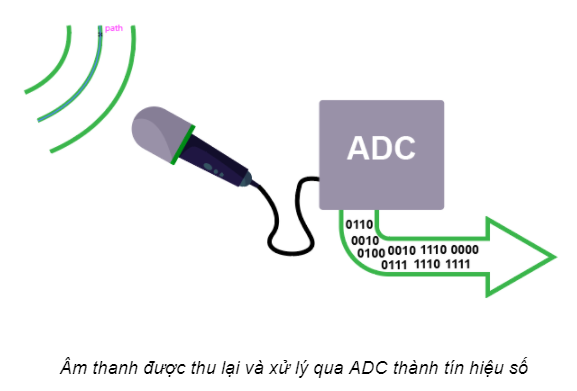 path
ADC
0110
0010
0100 0010 1110 0000
0111 1110 1111
Âm thanh được thu lại và xử lý qua ADC thành tín hiệu số